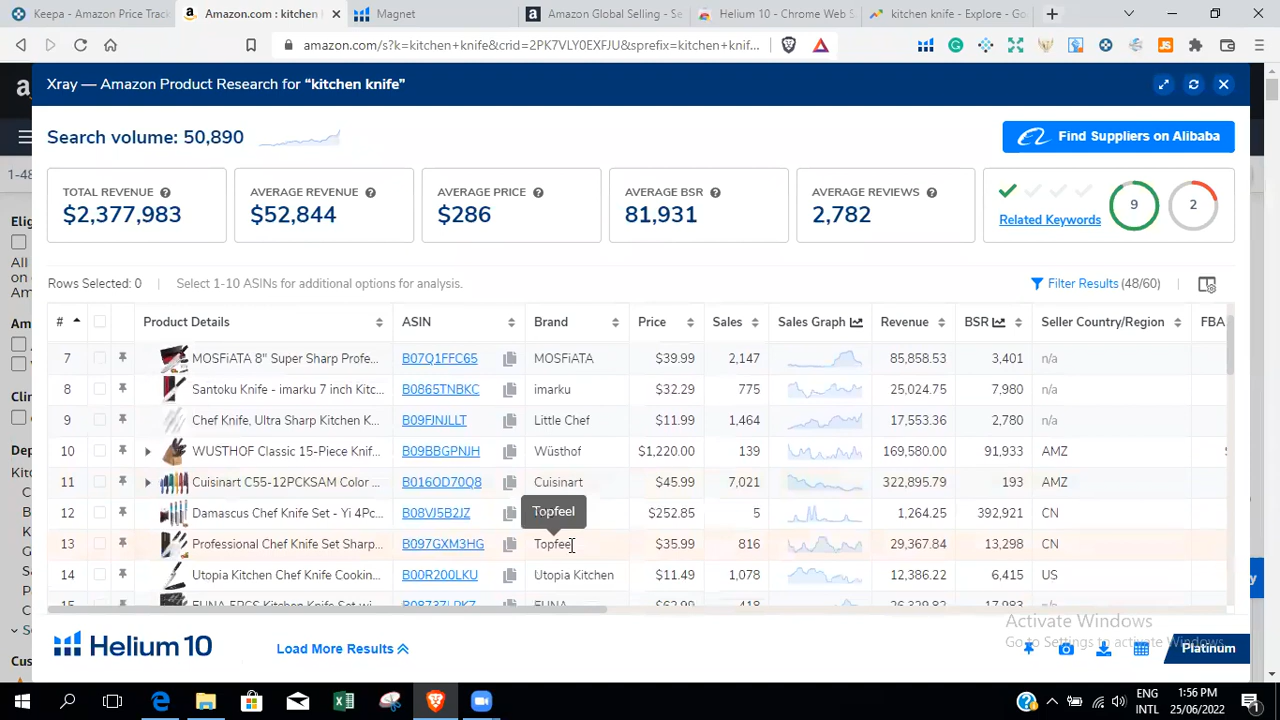 Keepa - Amazon Price Track
Amazon.com : kitchen
Magnet
Amazon Global Selling - Se
Helium 10 - Chrome Web S
kitchen knife - Explore - Go
amazon.com/s?k=kitchen+knife&crid=2PK7VLY0EXFJU&sprefix=kitchen+knif...
Xray — Amazon Product Research for “kitchen knife”
Search volume: 50,890
Find Suppliers on Alibaba
TOTAL REVENUE
$2,377,983
AVERAGE REVENUE
$52,844
AVERAGE PRICE
$286
AVERAGE BSR
81,931
AVERAGE REVIEWS
2,782
Related Keywords
9
2
Rows Selected: 0
Select 1-10 ASINs for additional options for analysis.
Filter Results (48/60)
# Product Details ASIN Brand Price Sales Sales Graph Revenue BSR Seller Country/Region FBA
7 MOSFiATA 8" Super Sharp Profe... B07Q1FFC65 MOSFiATA $39.99 2,147 85,858.53 3,401 n/a
8 Santoku Knife - imarku 7 inch Kitc... B0865TNBKC imarku $32.29 775 25,024.75 7,980 n/a
9 Chef Knife, Ultra Sharp Kitchen K... B09FJNJLLT Little Chef $11.99 1,464 17,553.36 2,780 n/a
10 WUSTHOF Classic 15-Piece Knif... B09BBGPNJH Wüsthof $1,220.00 139 169,580.00 91,933 AMZ
11 Cuisinart C55-12PCKSAM Color ... B016OD70Q8 Cuisinart $45.99 7,021 322,895.79 193 AMZ
Topfeel
12 Damascus Chef Knife Set - Yi 4Pc... B08VJ5B2JZ $252.85 5 1,264.25 392,921 CN
13 Professional Chef Knife Set Sharp... B097GXM3HG Topfeel $35.99 816 29,367.84 13,298 CN
14 Utopia Kitchen Chef Knife Cookin... B00R200LKU Utopia Kitchen $11.49 1,078 12,386.22 6,415 US
Activate Windows
Go to Settings to activate Windows.
Helium 10
Load More Results
Platinum
ENG
INTL
1:56 PM
25/06/2022
1